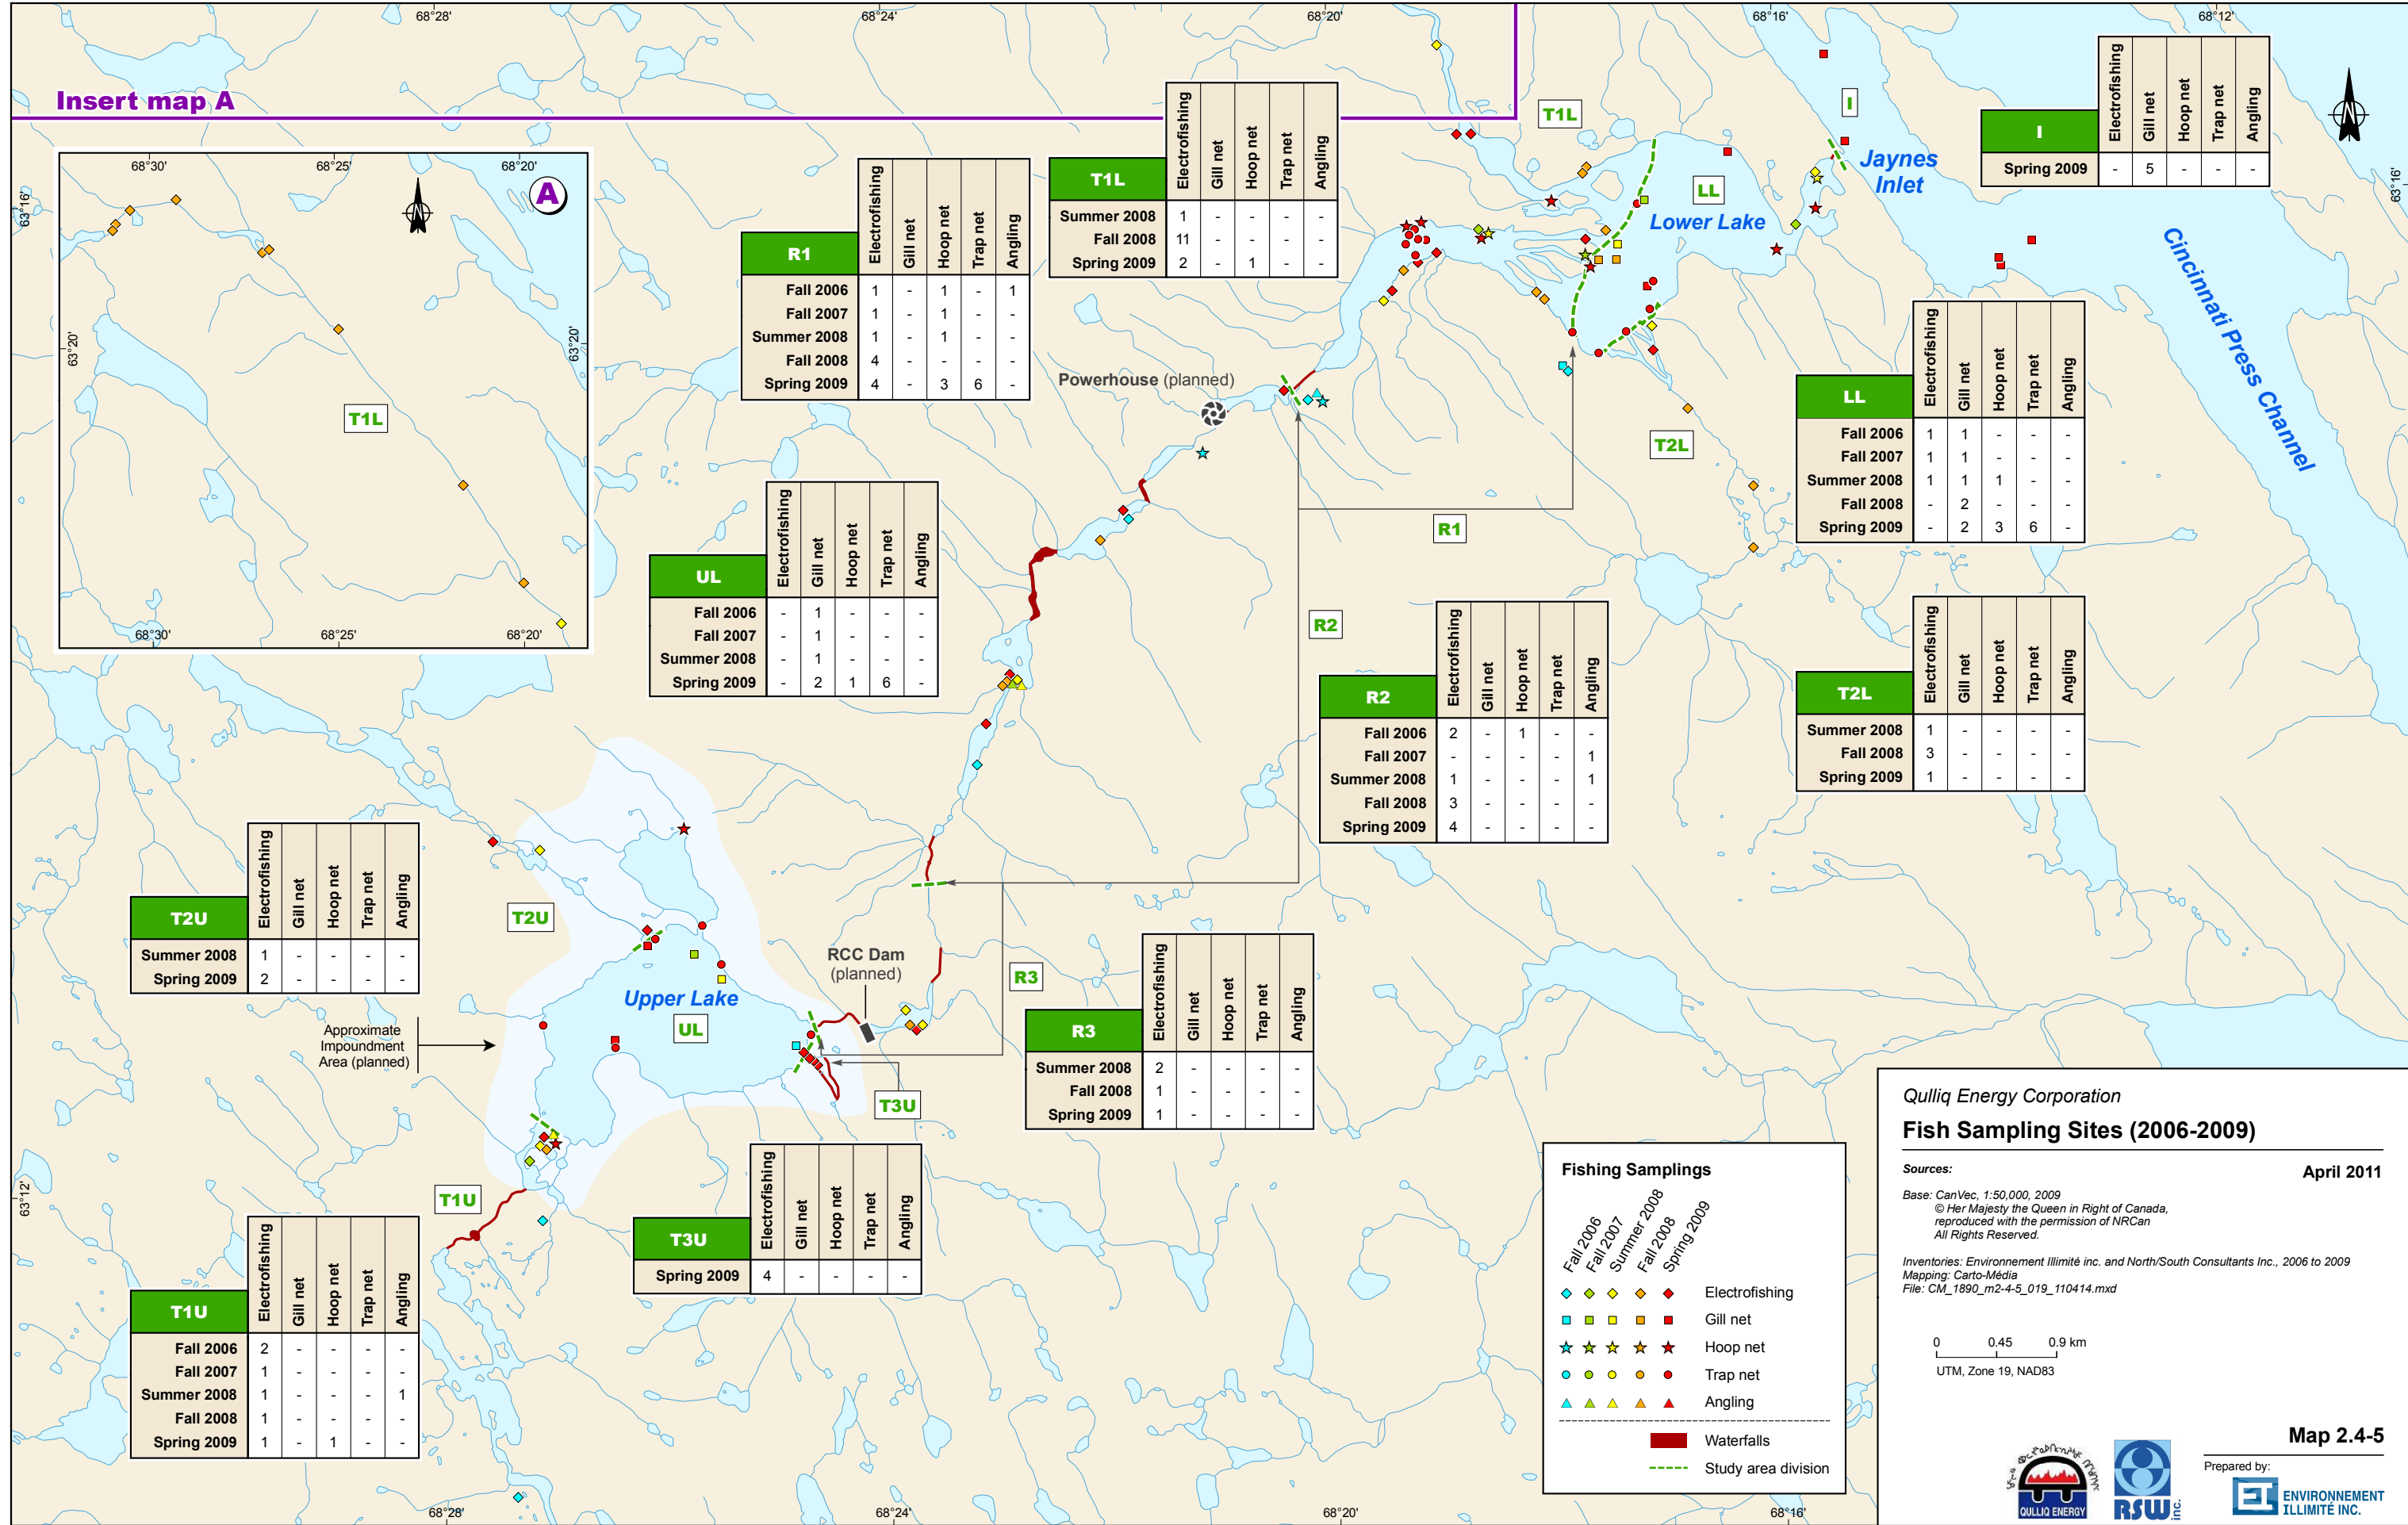 68°28'
68°24'
68°20'
68°16'
68°12'
Insert map A
68°30'
68°25'
68°20'
A
63°16'
63°16'
63°20'
63°20'
T1L
68°30'
68°25'
68°20'
T1L
I
Jaynes
Inlet
LL
Lower Lake
Cincinnati Press Channel
Powerhouse (planned)
T2L
R1
R2
R3
T2U
RCC Dam
(planned)
Upper Lake
UL
Approximate
Impoundment
Area (planned)
T3U
T1U
63°12'
68°28'
68°24'
68°20'
68°16'
I Electrofishing Gill net Hoop net Trap net Angling
Spring 2009 - 5 - - -
T1L Electrofishing Gill net Hoop net Trap net Angling
Summer 2008 1 - - - -
Fall 2008 11 - - - -
Spring 2009 2 - 1 - -
R1 Electrofishing Gill net Hoop net Trap net Angling
Fall 2006 1 - 1 - 1
Fall 2007 1 - 1 - -
Summer 2008 1 - 1 - -
Fall 2008 4 - - - -
Spring 2009 4 - 3 6 -
LL Electrofishing Gill net Hoop net Trap net Angling
Fall 2006 1 1 - - -
Fall 2007 1 1 - - -
Summer 2008 1 1 1 - -
Fall 2008 - 2 - - -
Spring 2009 - 2 3 6 -
UL Electrofishing Gill net Hoop net Trap net Angling
Fall 2006 - 1 - - -
Fall 2007 - 1 - - -
Summer 2008 - 1 - - -
Spring 2009 - 2 1 6 -
R2 Electrofishing Gill net Hoop net Trap net Angling
Fall 2006 2 - 1 - -
Fall 2007 - - - - 1
Summer 2008 1 - - - 1
Fall 2008 3 - - - -
Spring 2009 4 - - - -
T2L Electrofishing Gill net Hoop net Trap net Angling
Summer 2008 1 - - - -
Fall 2008 3 - - - -
Spring 2009 1 - - - -
T2U Electrofishing Gill net Hoop net Trap net Angling
Summer 2008 1 - - - -
Spring 2009 2 - - - -
R3 Electrofishing Gill net Hoop net Trap net Angling
Summer 2008 2 - - - -
Fall 2008 1 - - - -
Spring 2009 1 - - - -
T3U Electrofishing Gill net Hoop net Trap net Angling
Spring 2009 4 - - - -
T1U Electrofishing Gill net Hoop net Trap net Angling
Fall 2006 2 - - - -
Fall 2007 1 - - - -
Summer 2008 1 - - - 1
Fall 2008 1 - - - -
Spring 2009 1 - 1 - -
Fishing Samplings
Fall 2006 Fall 2007 Summer 2008 Fall 2008 Spring 2009
Electrofishing
Gill net
Hoop net
Trap net
Angling
Waterfalls
Study area division
Qulliq Energy Corporation
Fish Sampling Sites (2006-2009)
Sources: April 2011
Base: CanVec, 1:50,000, 2009
© Her Majesty the Queen in Right of Canada,
reproduced with the permission of NRCan
All Rights Reserved.
Inventories: Environnement Illimité inc. and North/South Consultants Inc., 2006 to 2009
Mapping: Carto-Média
File: CM_1890_m2-4-5_019_110414.mxd
0 0.45 0.9 km
UTM, Zone 19, NAD83
Map 2.4-5
Prepared by:
QULLIQ ENERGY
RSW inc.
EI ENVIRONNEMENT
ILLIMITÉ INC.